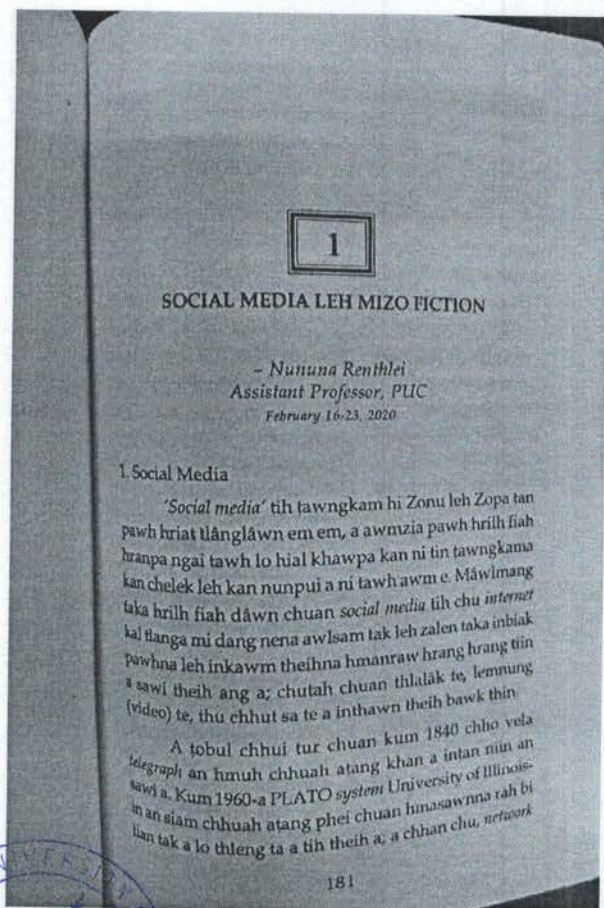 1
SOCIAL MEDIA LEH MIZO FICTION
– Nununa Renthlei
Assistant Professor, PUC
February 16-23, 2020
1. Social Media
'Social media' tih tawngkam hi Zonu leh Zopa tan
pawh hriat tlânglâwn em em, a awmzia pawh hrilh fiah
hranpa ngai tawh lo hial khawpa kan ni tin tawngkama
kan chelek leh kan nunpui a ni tawh awm e. Mâwlmang
taka hrilh fiah dâwn chuan social media tih chu internet
kal tlanga mi dang nena awlsam tak leh zalen taka inbiak
pawhna leh inkawm theihna hmanraw hrang hrang tiin
a sawi theih ang a; chutah chuan thlalâk te, lemnung
(video) te, thu chhut sa te a inthawn theih bawk thin
A ṭobul chhui tur chuan kum 1840 chho vela
telegraph an hmuh chhuah atang khan a intan niin an
sawi a. Kum 1960-a PLATO system University of Illinois-
in an siam chhuah atang phei chuan hmasawnna rah bi
lian tak a lo thleng ta a tih theih a; a chhan chu, network
181